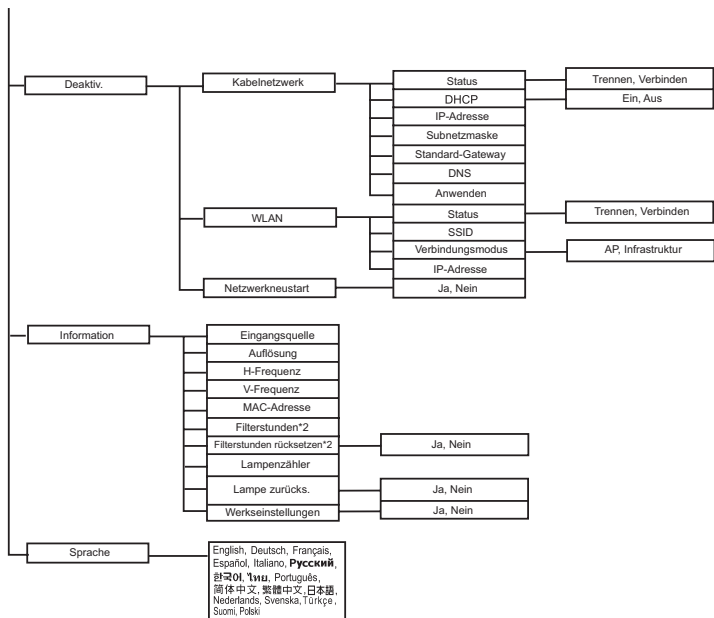 Deaktiv.
Kabelnetzwerk
Status
Trennen, Verbinden
DHCP
Ein, Aus
IP-Adresse
Subnetzmaske
Standard-Gateway
DNS
Anwenden
WLAN
Status
Trennen, Verbinden
SSID
Verbindungsmodus
AP, Infrastruktur
IP-Adresse
Netzwerkneustart
Ja, Nein
Information
Eingangsquelle
Auflösung
H-Frequenz
V-Frequenz
MAC-Adresse
Filterstunden*2
Filterstunden rücksetzen*2
Ja, Nein
Lampenzähler
Lampe zurücks.
Ja, Nein
Werkseinstellungen
Ja, Nein
Sprache
English, Deutsch, Français,
Español, Italiano, Русский,
한국어, ไทย, Português,
简体中文, 繁體中文, 日本語,
Nederlands, Svenska, Türkçe,
Suomi, Polski